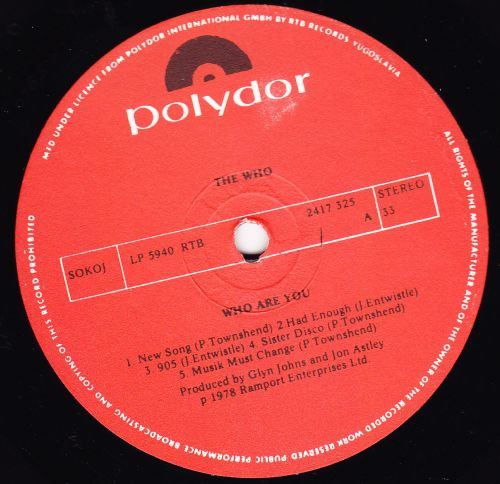 MFD UNDER LICENCE FROM POLYDOR INTERNATIONAL GMBH BY RTB RECORDS YUGOSLAVIA
ALL RIGHTS OF THE MANUFACTURER AND OF THE OWNER OF THE RECORDED WORK RESERVED PUBLIC PERFORMANCE BROADCASTING AND COPYING OF THIS RECORD PROHIBITED
polydor
THE WHO
SOKOJ LP 5940 RTB 2417 325 A STEREO 33
WHO ARE YOU
1. New Song (P Townshend) 2 Had Enough (J.Entwistle)
3. 905 (J.Entwistle) 4. Sister Disco (P Townshend)
5. Musik Must Change (P Townshend)
Produced by Glyn Johns and Jon Astley
p 1978 Ramport Enterprises Ltd.